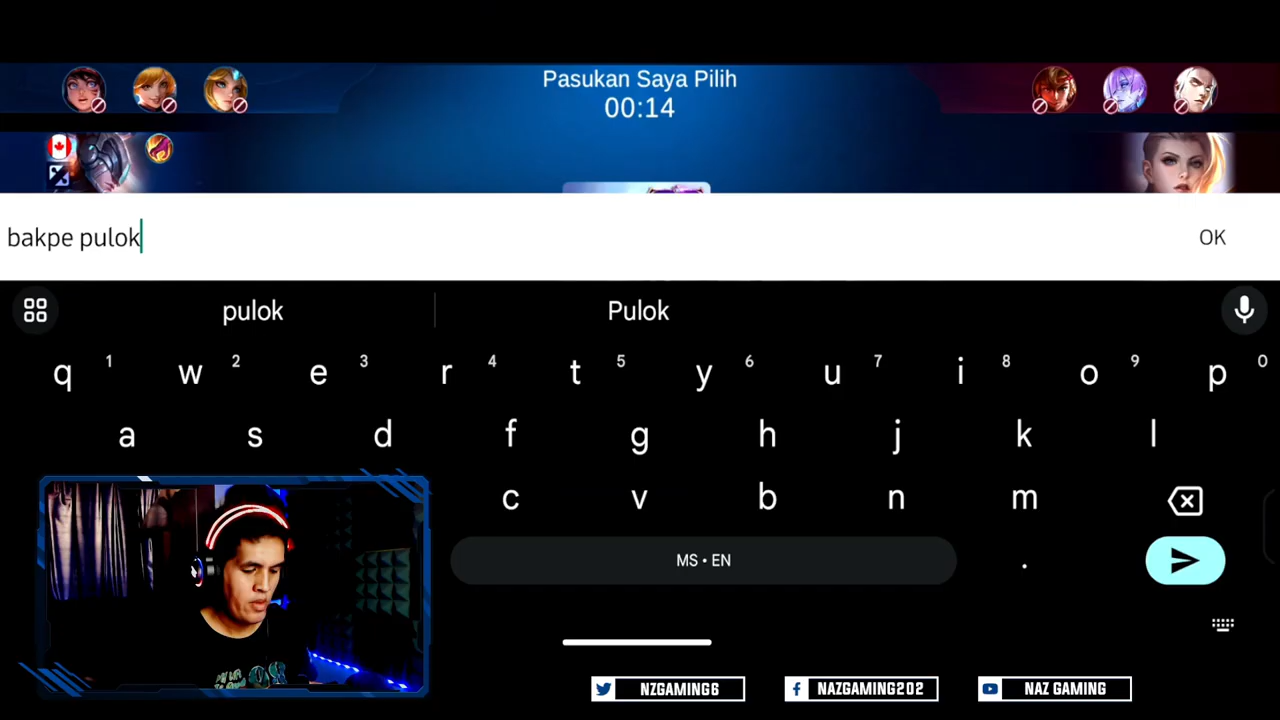 Pasukan Saya Pilih
00:14
bakpe pulok
OK
pulok
Pulok
q 1 w 2 e 3 r 4 t 5 y 6 u 7 i 8 o 9 p 0
a s d f g h j k l
c v b n m
MS • EN
.
NZGAMING6
NAZGAMING202
NAZ GAMING